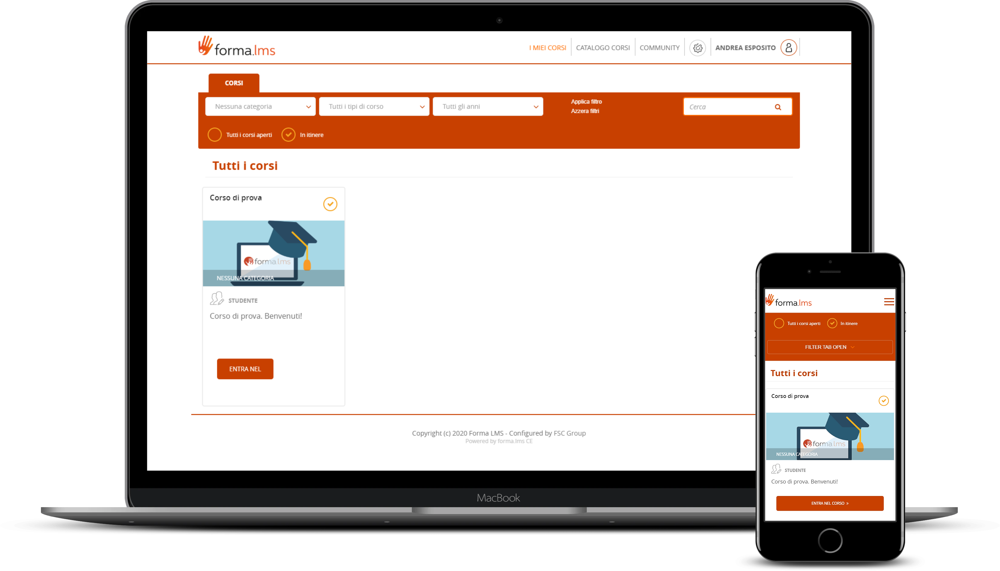 forma.lms
I MIEI CORSI CATALOGO CORSI COMMUNITY ANDREA ESPOSITO
CORSI
Nessuna categoria Tutti i tipi di corso Tutti gli anni Applica filtro Cerca
Azzera filtri
Tutti i corsi aperti In itinere
Tutti i corsi
Corso di prova
forma.lms
NESSUNA CATEGORIA
STUDENTE
Corso di prova. Benvenuti!
ENTRA NEL
Copyright (c) 2020 Forma LMS - Configured by FSC Group
Powered by forma.lms CE
MacBook
forma.lms
Tutti i corsi aperti In itinere
FILTER TAB OPEN
Tutti i corsi
Corso di prova
forma.lms
NESSUNA CATEGORIA
STUDENTE
Corso di prova. Benvenuti!
ENTRA NEL CORSO »